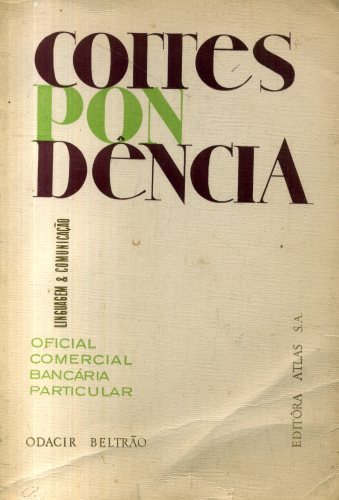 corres
PON
DÊNCIA
LINGUAGEM & COMUNICAÇÃO
OFICIAL
COMERCIAL
BANCÁRIA
PARTICULAR
ODACIR BELTRÃO
EDITÔRA ATLAS S.A.